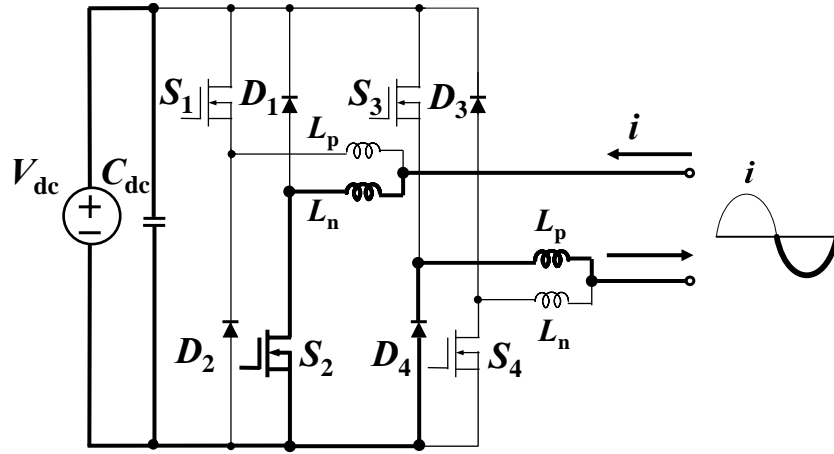 S1 D1 S3 D3
Lp
i
Vdc Cdc
i
Ln
Lp
Ln
D2 S2 D4 S4